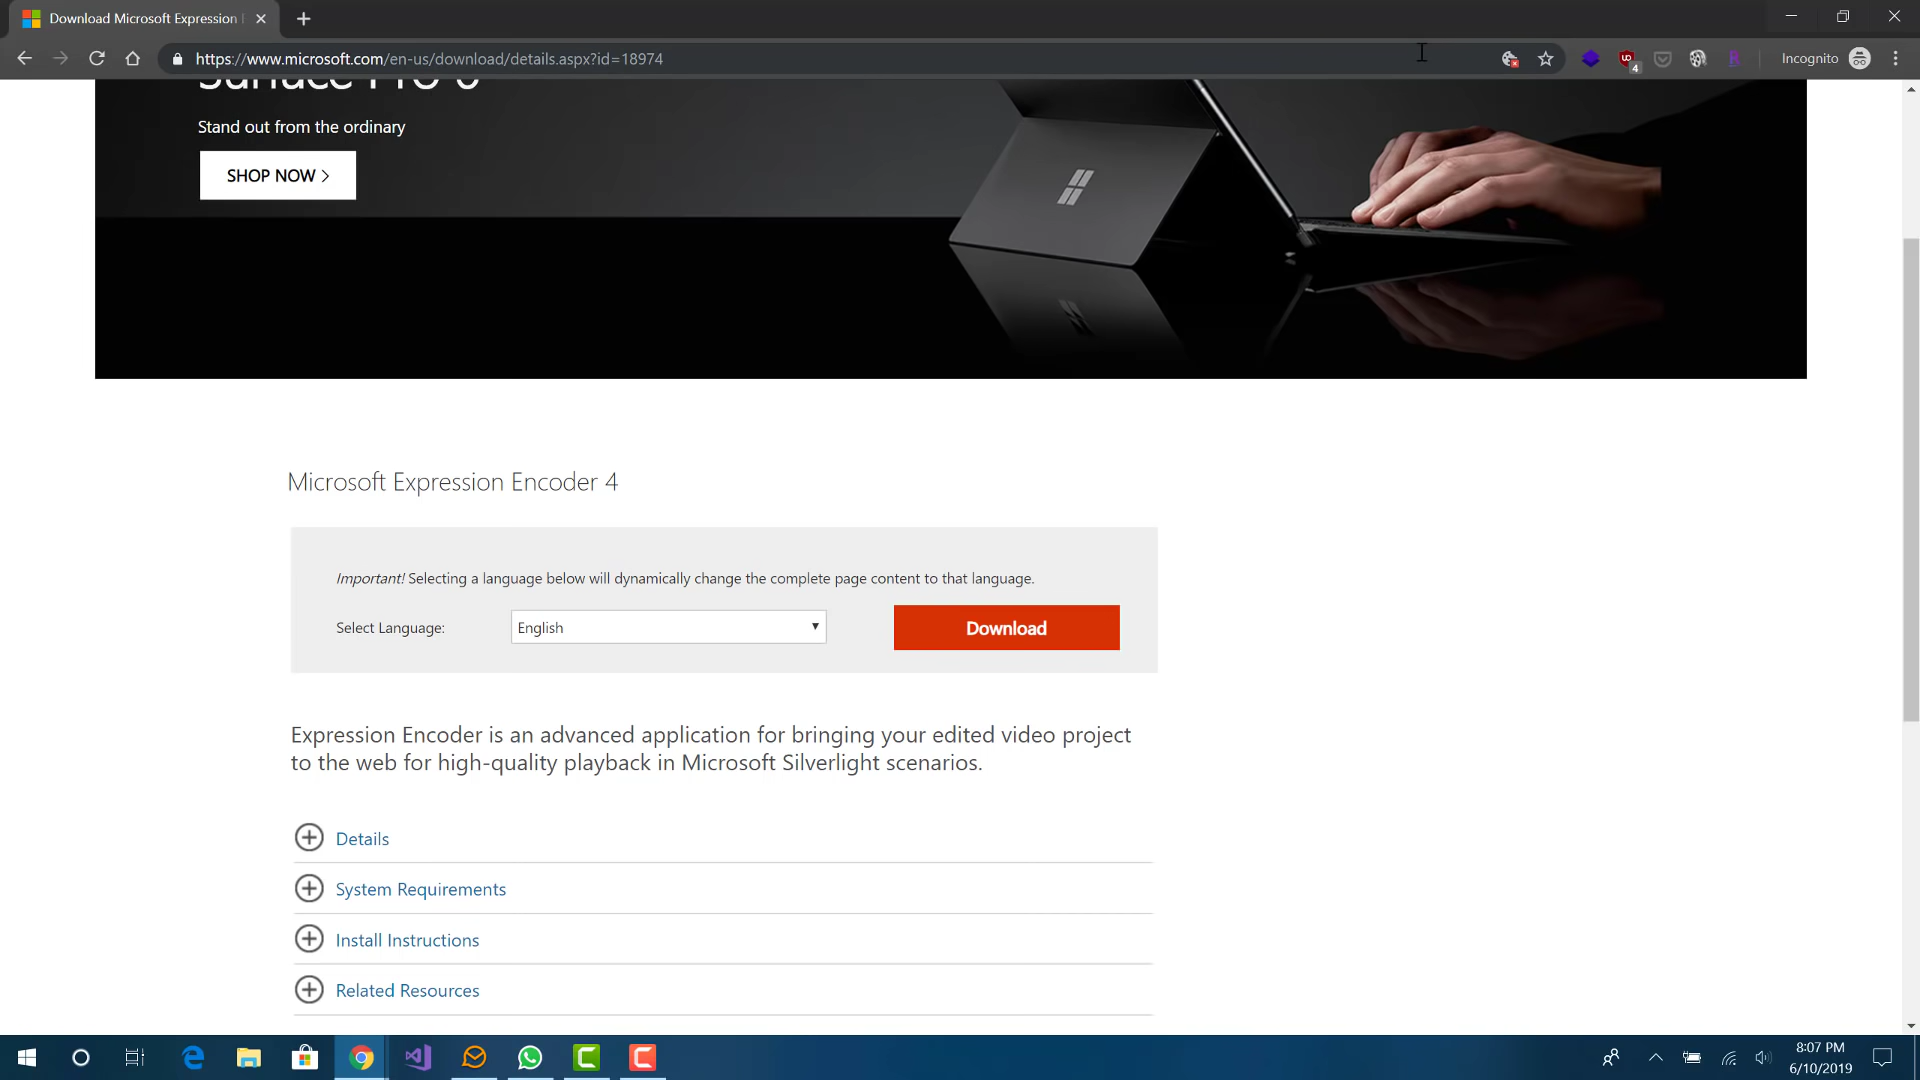 Download Microsoft Expression
https://www.microsoft.com/en-us/download/details.aspx?id=18974
4
Incognito
Surface Pro 6
Stand out from the ordinary
SHOP NOW
Microsoft Expression Encoder 4
Important! Selecting a language below will dynamically change the complete page content to that language.
Select Language:
English
Download
Expression Encoder is an advanced application for bringing your edited video project
to the web for high-quality playback in Microsoft Silverlight scenarios.
Details
System Requirements
Install Instructions
Related Resources
8:07 PM
6/10/2019